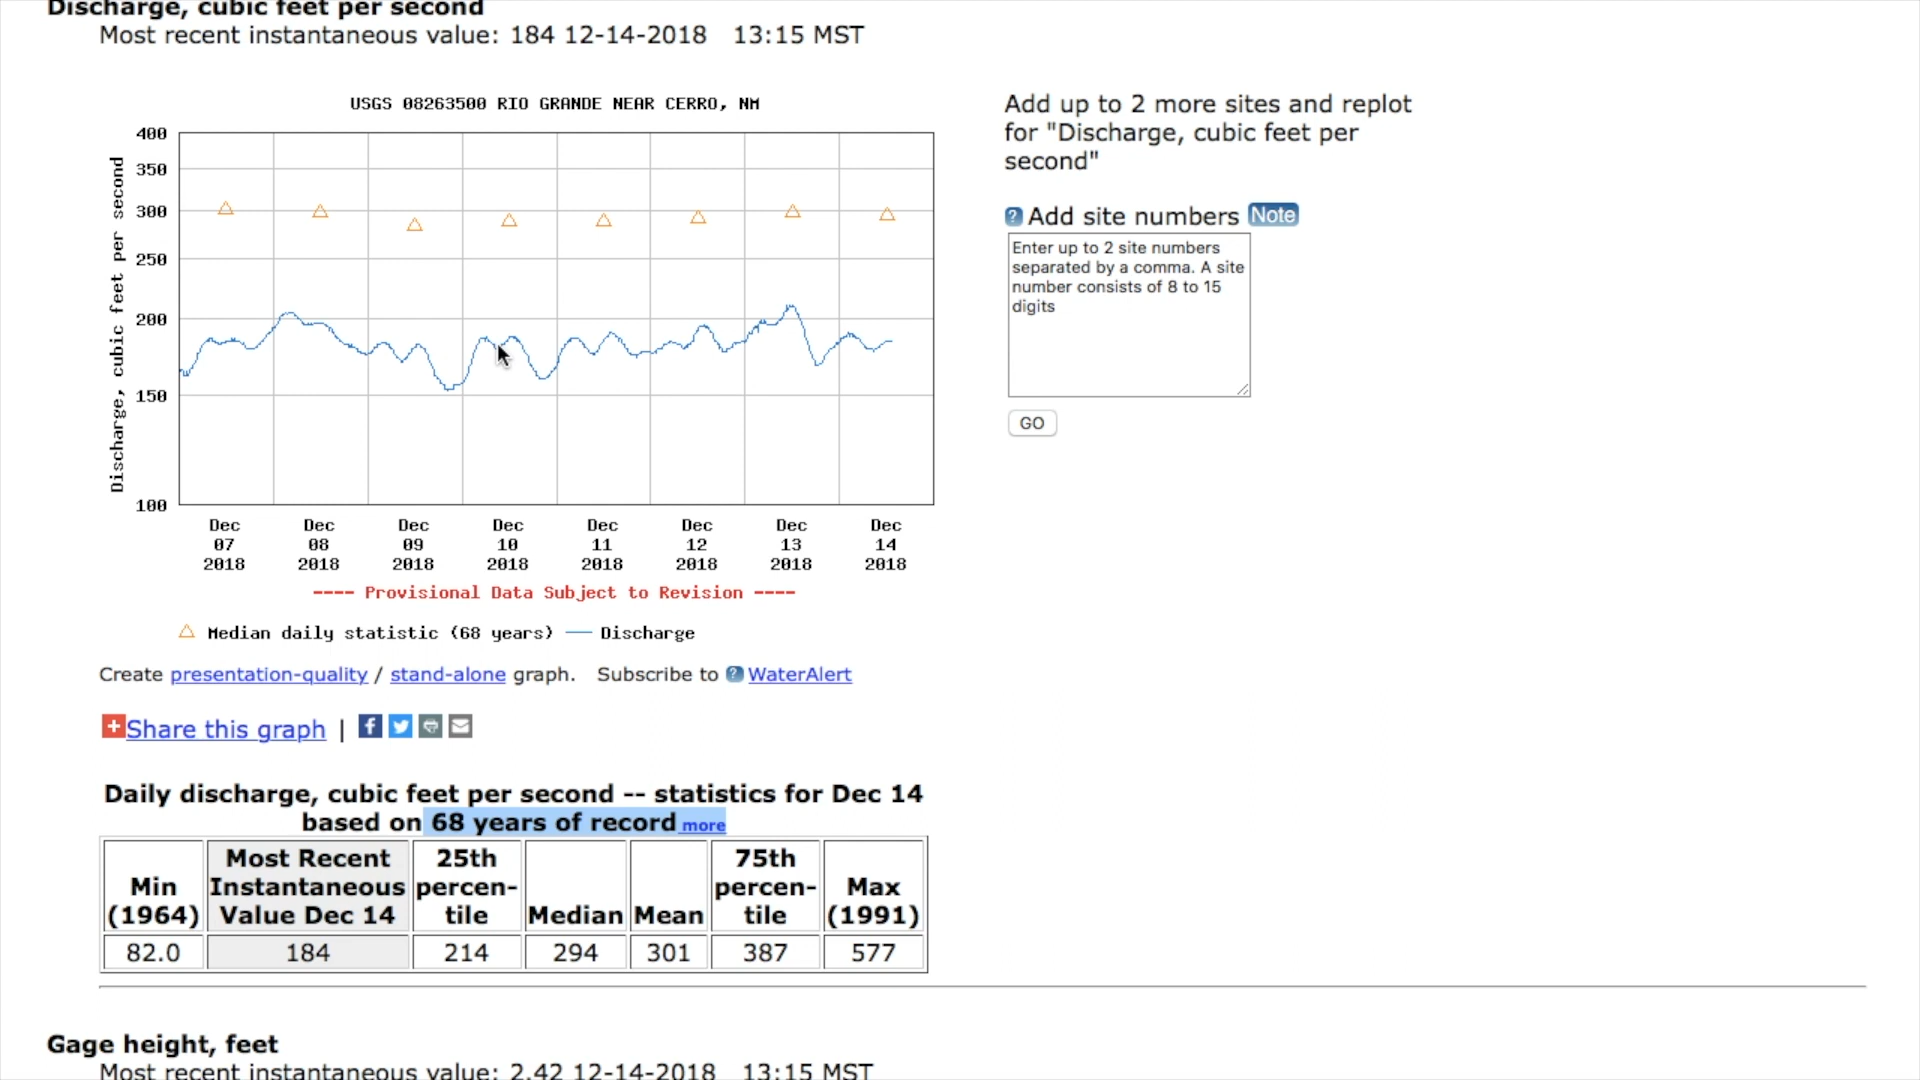 Discharge, cubic feet per second
Most recent instantaneous value: 184 12-14-2018 13:15 MST
USGS 08263500 RIO GRANDE NEAR CERRO, NM
Discharge, cubic feet per second
400
350
300
250
200
150
100
Dec Dec Dec Dec Dec Dec Dec Dec
07 08 09 10 11 12 13 14
2018 2018 2018 2018 2018 2018 2018 2018
---- Provisional Data Subject to Revision ----
Median daily statistic (68 years) Discharge
Add up to 2 more sites and replot
for "Discharge, cubic feet per
second"
? Add site numbers Note
Enter up to 2 site numbers
separated by a comma. A site
number consists of 8 to 15
digits
GO
Create presentation-quality / stand-alone graph. Subscribe to ? WaterAlert
+ Share this graph | f
Daily discharge, cubic feet per second -- statistics for Dec 14
based on 68 years of record more
Min
(1964)
Most Recent
Instantaneous
Value Dec 14
25th
percen-
tile
Median
Mean
75th
percen-
tile
Max
(1991)
82.0 184 214 294 301 387 577
Gage height, feet
Most recent instantaneous value: 2.42 12-14-2018 13:15 MST